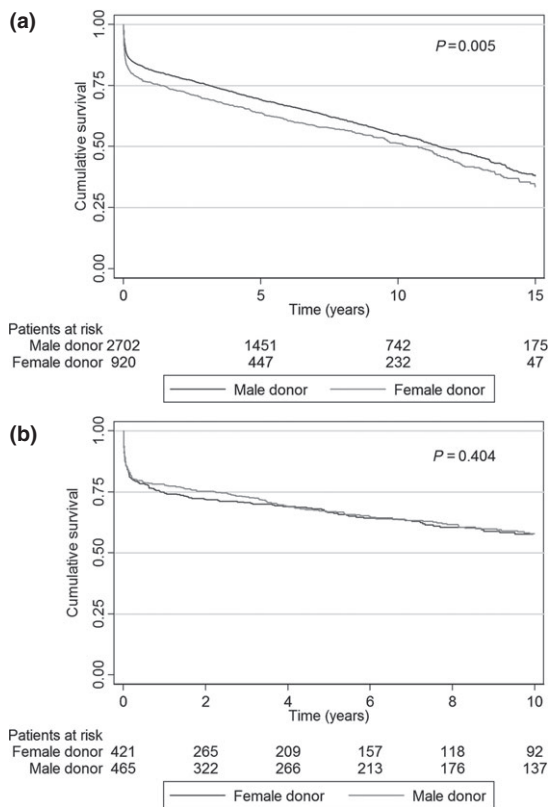 (a)
1.00
0.75
0.50
0.25
0.00
Cumulative survival
P=0.005
0 5 10 15
Time (years)
Patients at risk
Male donor 2702 1451 742 175
Female donor 920 447 232 47
Male donor Female donor
(b)
1.00
0.75
0.50
0.25
0.00
Cumulative survival
P=0.404
0 2 4 6 8 10
Time (years)
Patients at risk
Female donor 421 265 209 157 118 92
Male donor 465 322 266 213 176 137
Female donor Male donor